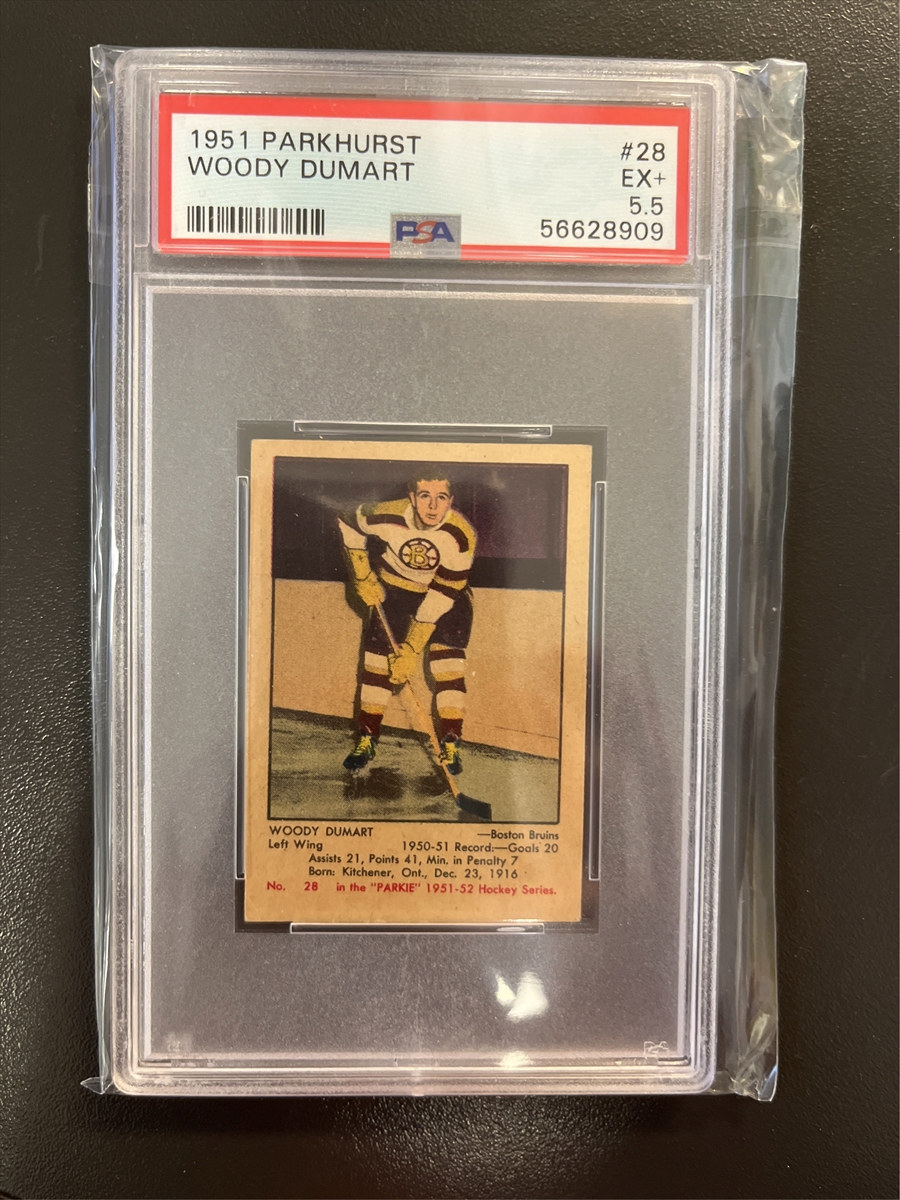 1951 PARKHURST #28
WOODY DUMART EX+
5.5
PSA 56628909
B
WOODY DUMART —Boston Bruins
Left Wing 1950-51 Record:—Goals 20
Assists 21, Points 41, Min. in Penalty 7
Born: Kitchener, Ont., Dec. 23, 1916
No. 28 in the "PARKIE" 1951-52 Hockey Series.